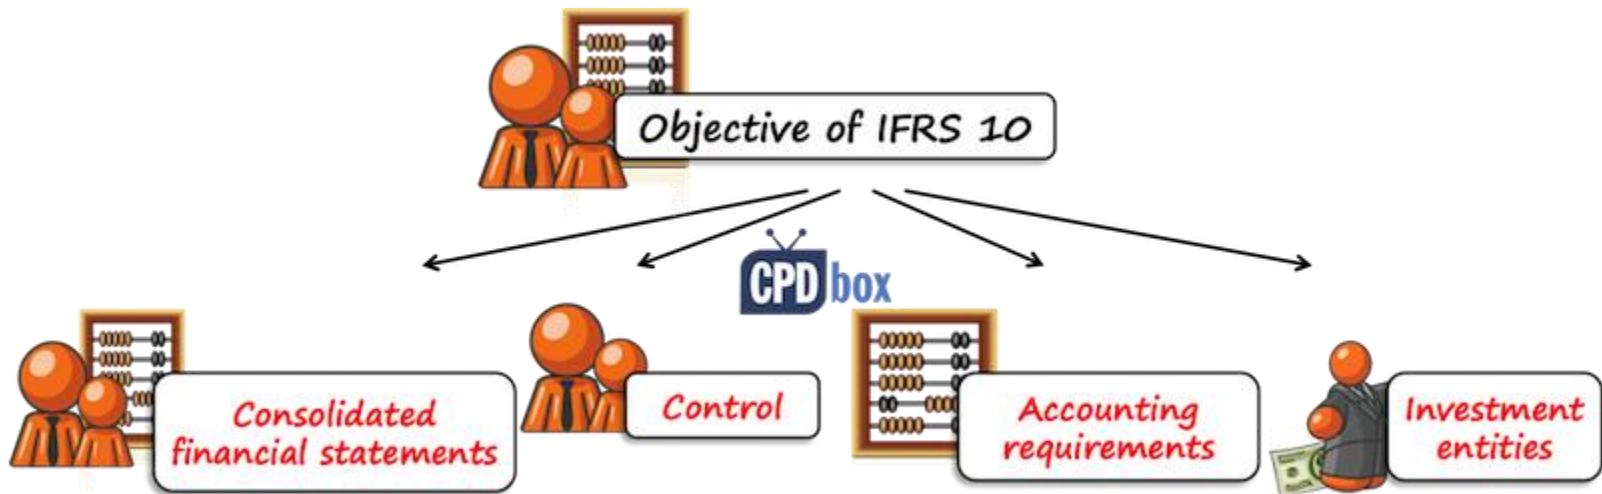 Objective of IFRS 10
CPD box
Consolidated
financial statements
Control
Accounting
requirements
Investment
entities